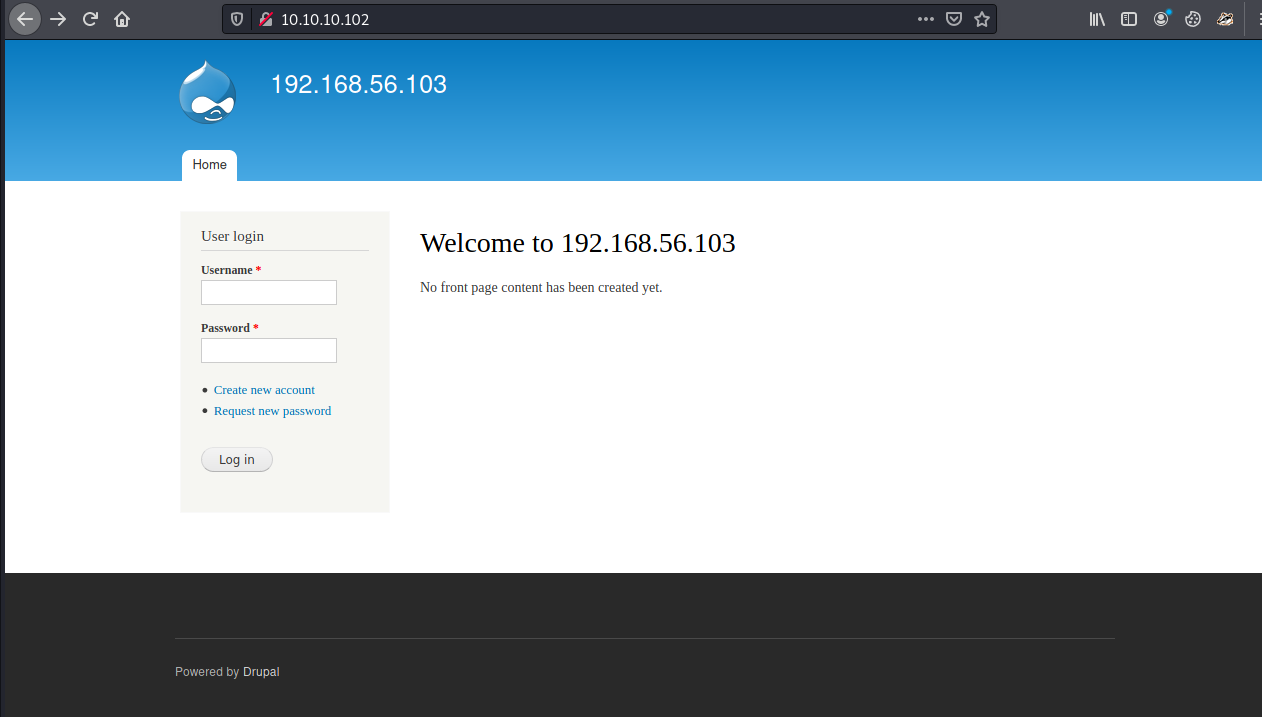 10.10.10.102
192.168.56.103
Home
User login
Username *
Password *
Create new account
Request new password
Log in
Welcome to 192.168.56.103
No front page content has been created yet.
Powered by Drupal